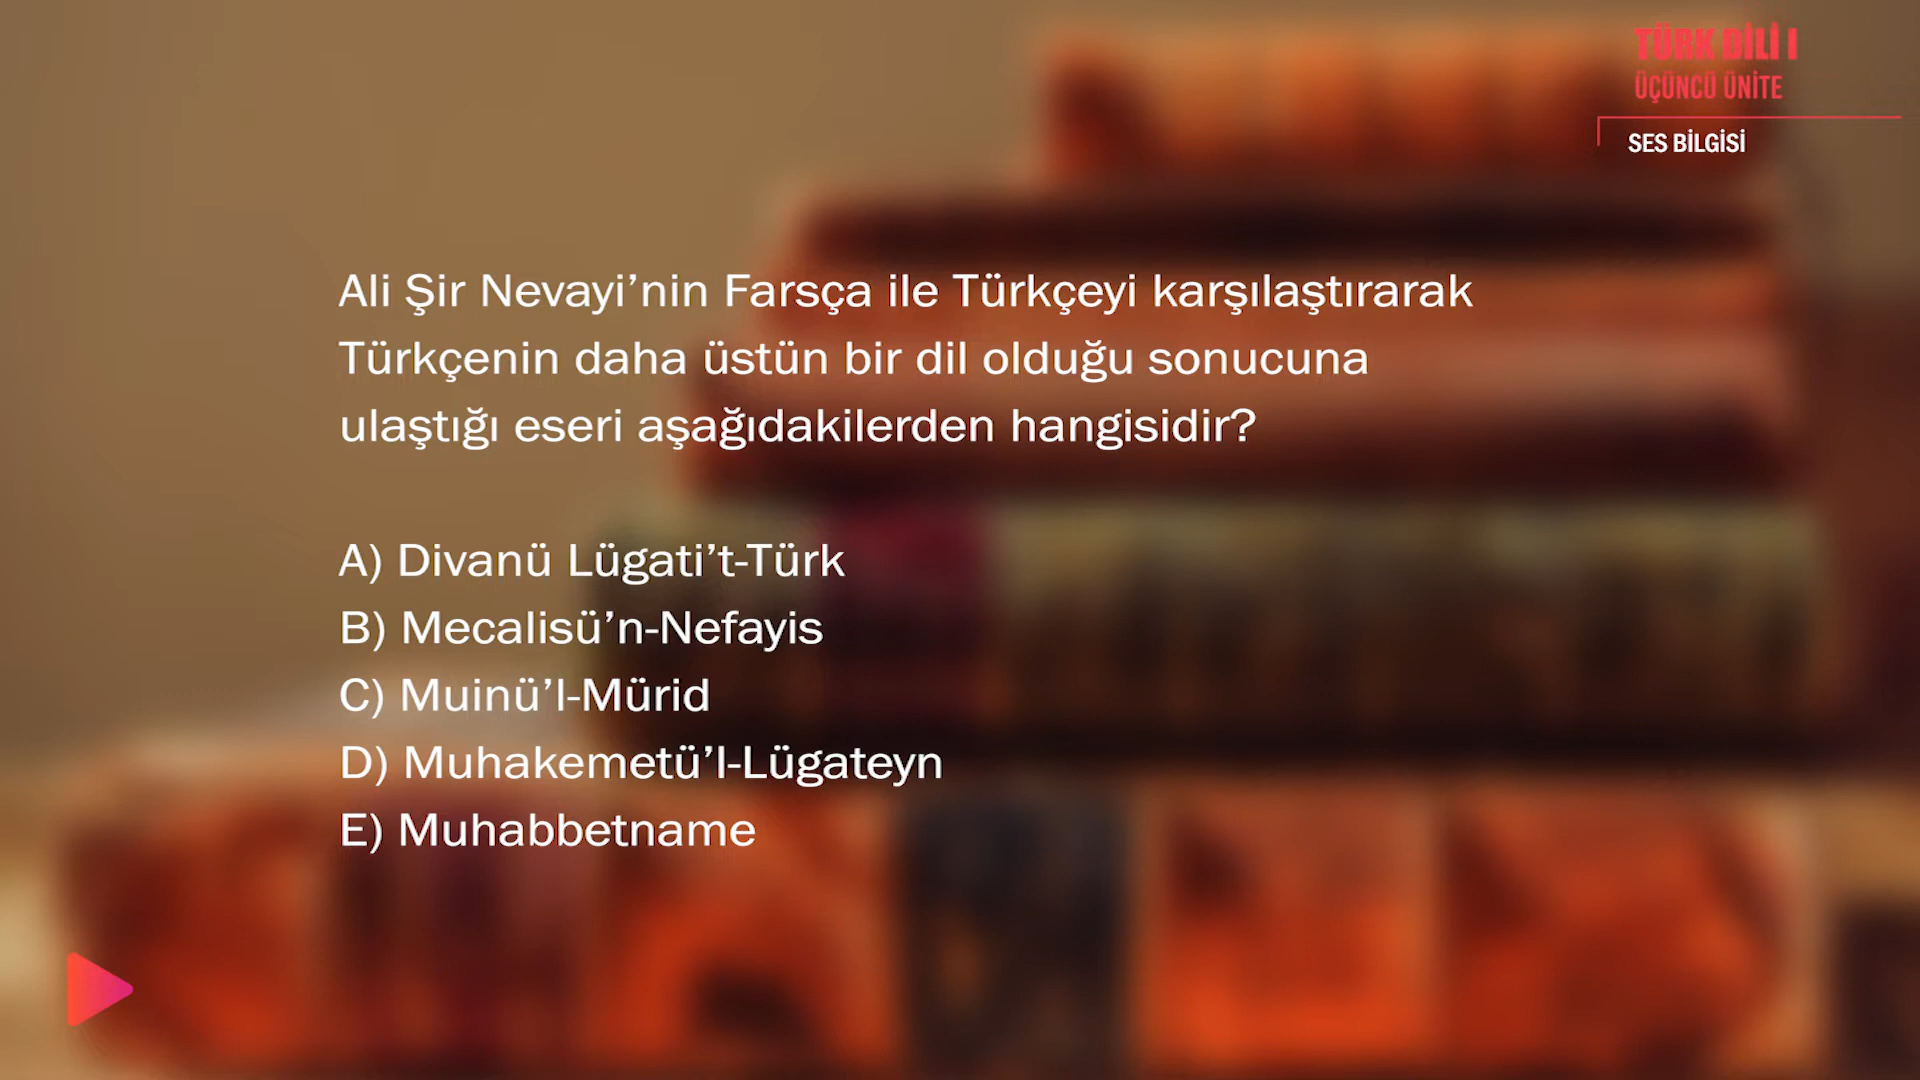 TÜRK DİLİ I
ÜÇÜNCÜ ÜNİTE
SES BİLGİSİ
Ali Şir Nevayi’nin Farsça ile Türkçeyi karşılaştırarak
Türkçenin daha üstün bir dil olduğu sonucuna
ulaştığı eseri aşağıdakilerden hangisidir?
A) Divanü Lügati’t-Türk
B) Mecalisü’n-Nefayis
C) Muinü’l-Mürid
D) Muhakemetü’l-Lügateyn
E) Muhabbetname